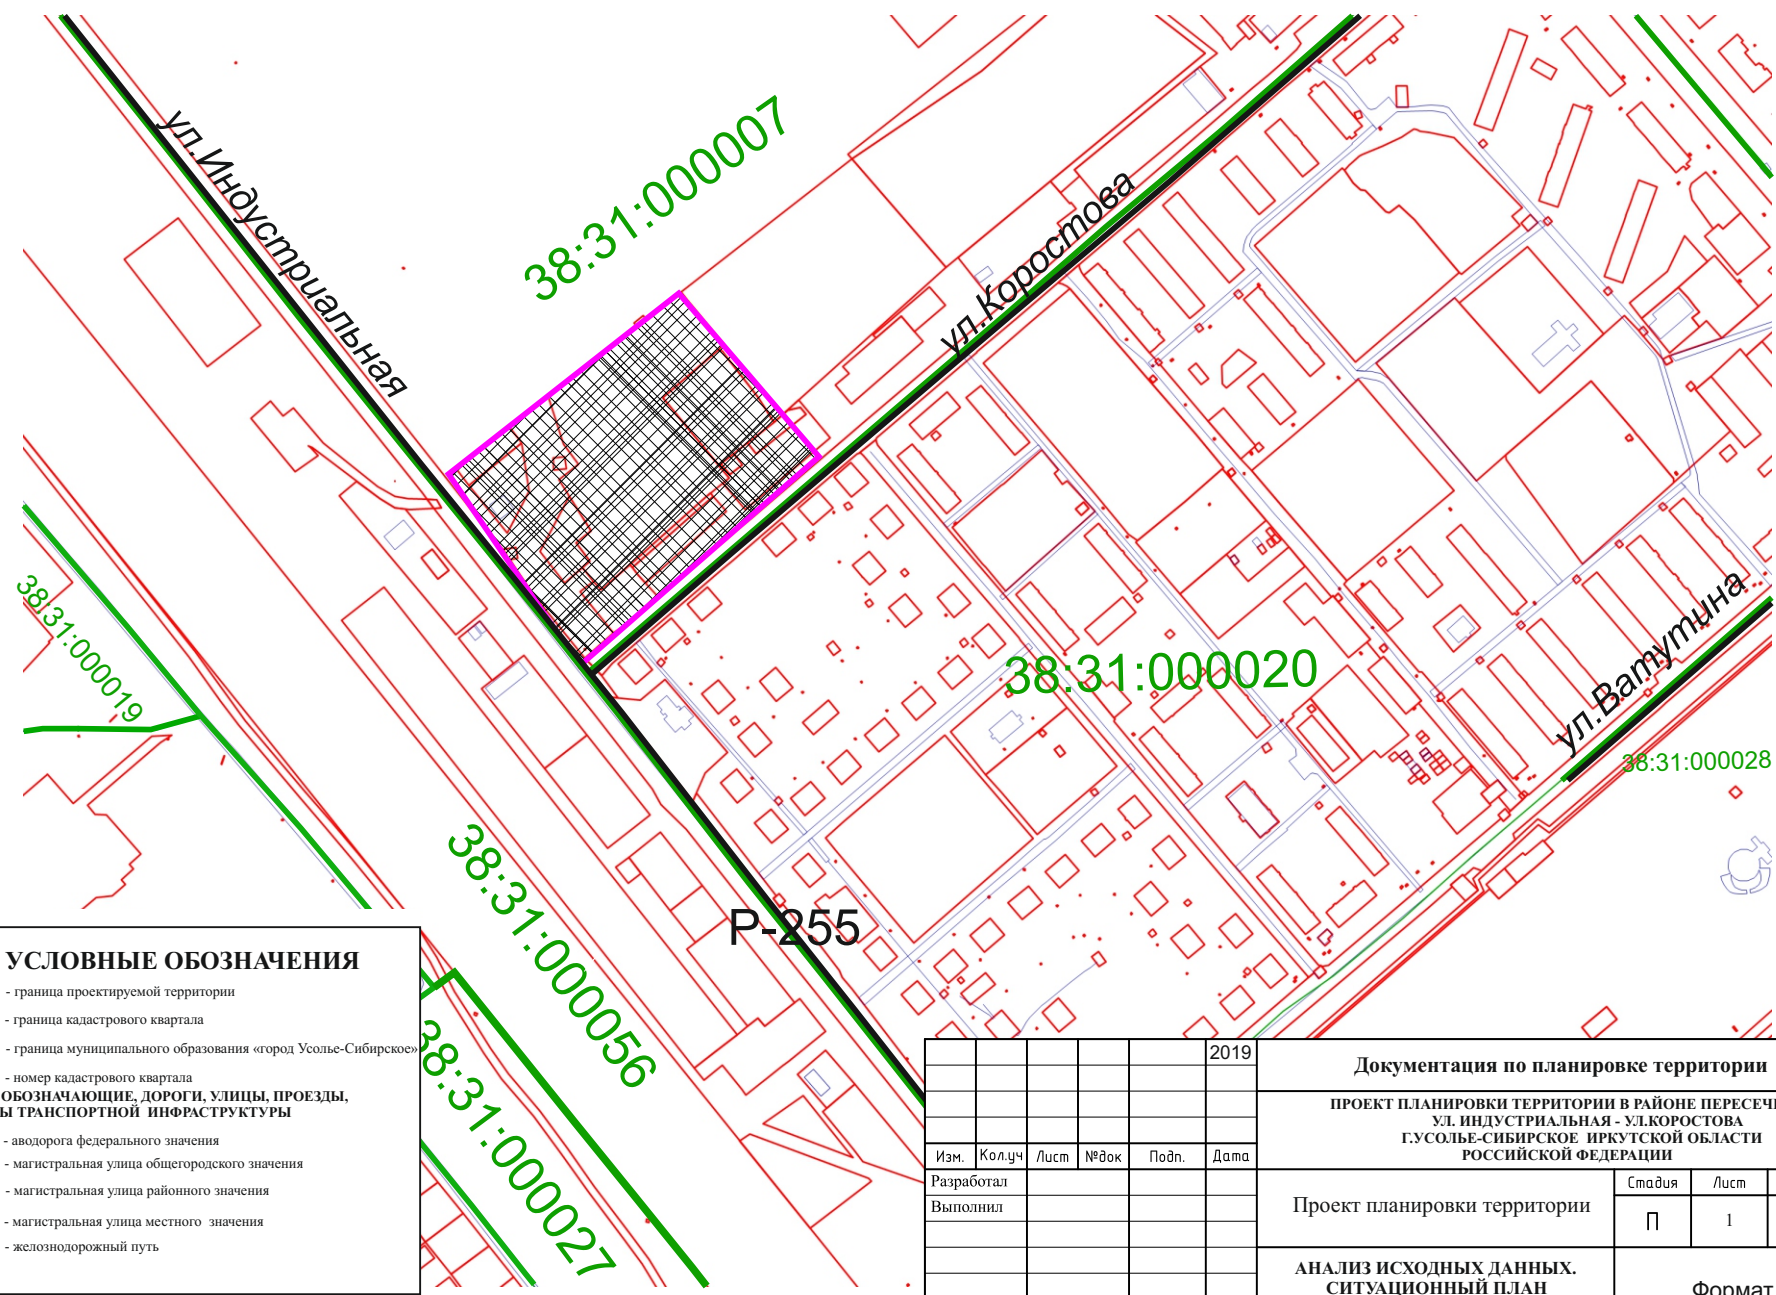 ул.Индустриальная
38:31:000007
ул.Коростова
38:31:000019
38:31:000020
ул.Ватутина
38:31:000028
38:31:000056
Р-255
38:31:000027
УСЛОВНЫЕ ОБОЗНАЧЕНИЯ
- граница проектируемой территории
- граница кадастрового квартала
- граница муниципального образования «город Усолье-Сибирское»
- номер кадастрового квартала
ОБОЗНАЧАЮЩИЕ, ДОРОГИ, УЛИЦЫ, ПРОЕЗДЫ,
Ы ТРАНСПОРТНОЙ ИНФРАСТРУКТУРЫ
- аводорога федерального значения
- магистральная улица общегородского значения
- магистральная улица районного значения
- магистральная улица местного значения
- желознодорожный путь
2019
Документация по планировке территории
ПРОЕКТ ПЛАНИРОВКИ ТЕРРИТОРИИ В РАЙОНЕ ПЕРЕСЕЧ
УЛ. ИНДУСТРИАЛЬНАЯ - УЛ.КОРОСТОВА
Г.УСОЛЬЕ-СИБИРСКОЕ ИРКУТСКОЙ ОБЛАСТИ
РОССИЙСКОЙ ФЕДЕРАЦИИ
Изм. Кол.уч Лист №док Подп. Дата
Разработал
Выполнил
Проект планировки территории
Стадия Лист
П 1
АНАЛИЗ ИСХОДНЫХ ДАННЫХ.
СИТУАЦИОННЫЙ ПЛАН
Формат